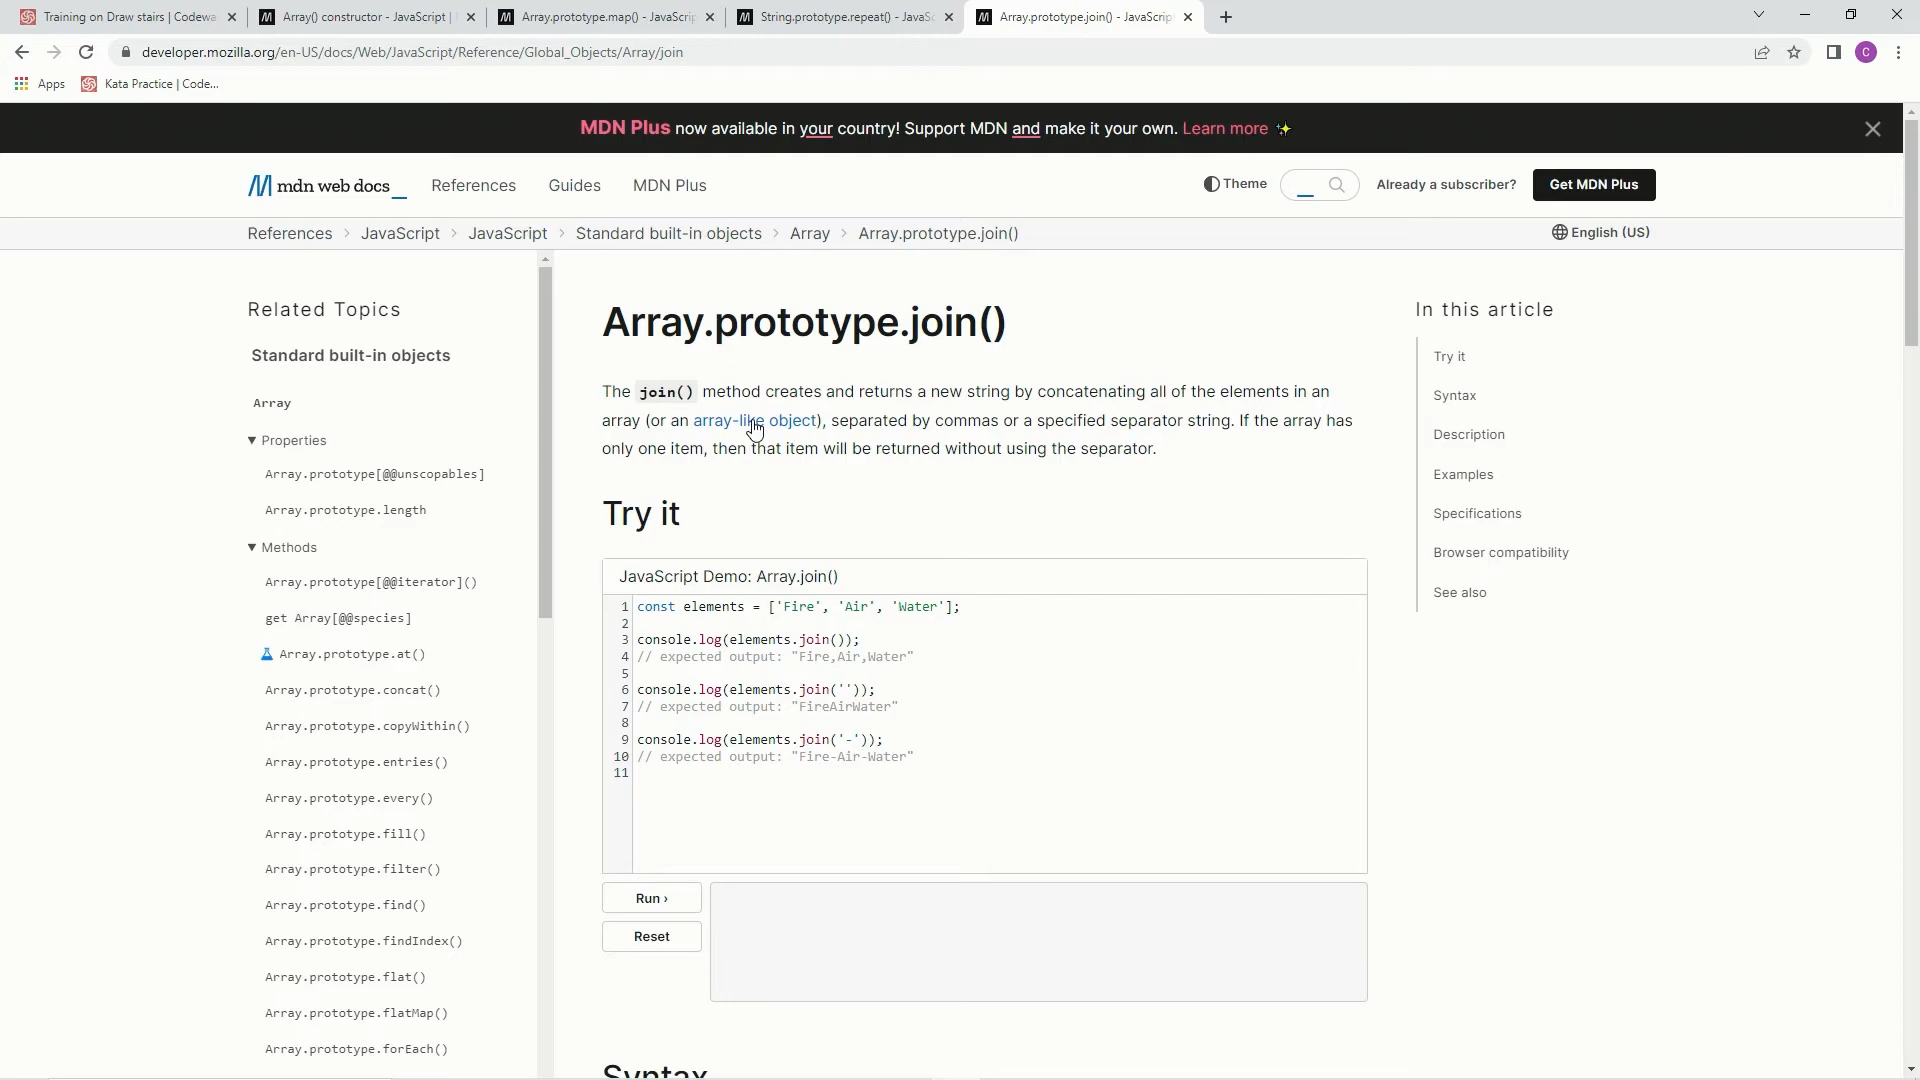 Training on Draw stairs | Codewa
Array() constructor - JavaScript |
Array.prototype.map() - JavaScrip
String.prototype.repeat() - JavaSc
Array.prototype.join() - JavaScrip
developer.mozilla.org/en-US/docs/Web/JavaScript/Reference/Global_Objects/Array/join
C
Apps
Kata Practice | Code...
MDN Plus now available in your country! Support MDN and make it your own. Learn more ✨
mdn web docs_
References
Guides
MDN Plus
Theme
Already a subscriber?
Get MDN Plus
References > JavaScript > JavaScript > Standard built-in objects > Array > Array.prototype.join()
English (US)
Related Topics
Standard built-in objects
Array
▼ Properties
Array.prototype[@@unscopables]
Array.prototype.length
▼ Methods
Array.prototype[@@iterator]()
get Array[@@species]
Array.prototype.at()
Array.prototype.concat()
Array.prototype.copyWithin()
Array.prototype.entries()
Array.prototype.every()
Array.prototype.fill()
Array.prototype.filter()
Array.prototype.find()
Array.prototype.findIndex()
Array.prototype.flat()
Array.prototype.flatMap()
Array.prototype.forEach()
Array.prototype.join()
The join() method creates and returns a new string by concatenating all of the elements in an
array (or an array-like object), separated by commas or a specified separator string. If the array has
only one item, then that item will be returned without using the separator.
Try it
JavaScript Demo: Array.join()
1 const elements = ['Fire', 'Air', 'Water'];
2
3 console.log(elements.join());
4 // expected output: "Fire,Air,Water"
5
6 console.log(elements.join(''));
7 // expected output: "FireAirWater"
8
9 console.log(elements.join('-'));
10 // expected output: "Fire-Air-Water"
11
Run ›
Reset
Syntax
In this article
Try it
Syntax
Description
Examples
Specifications
Browser compatibility
See also